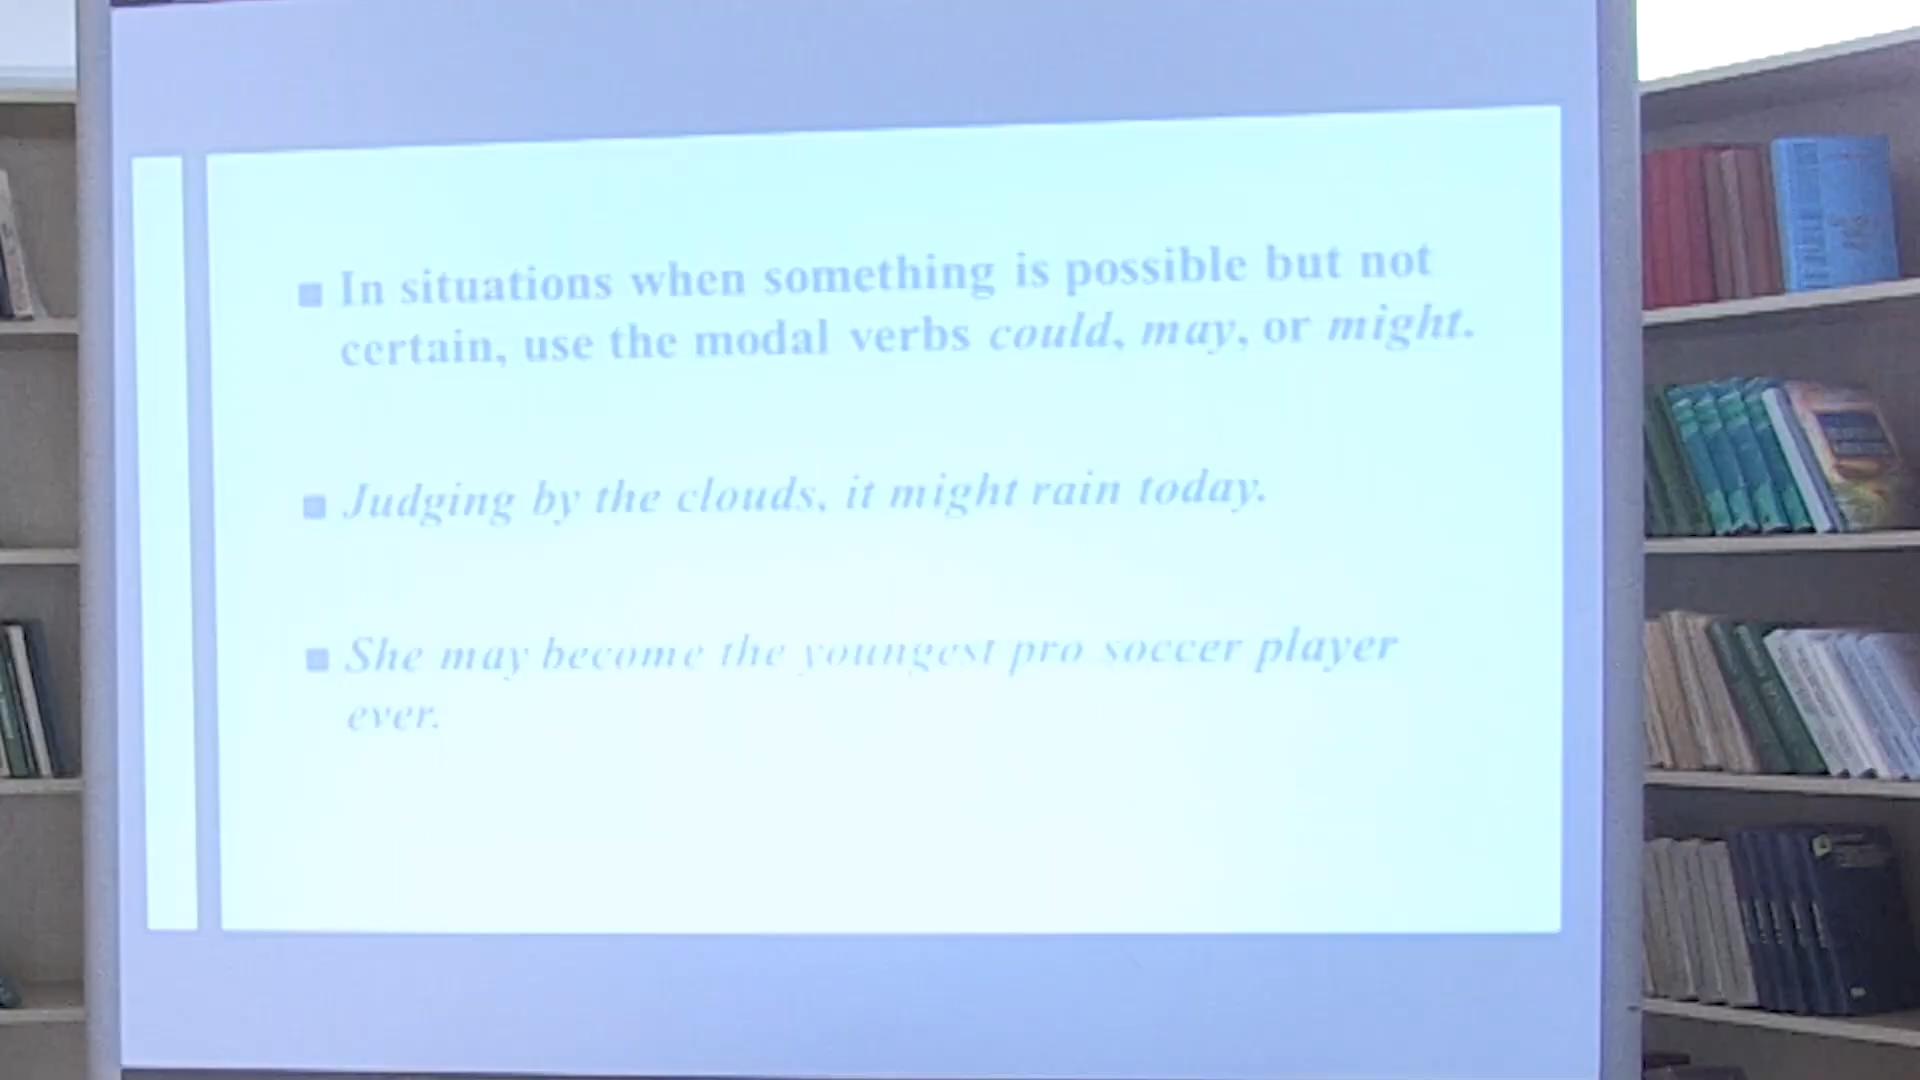 In situations when something is possible but not
certain, use the modal verbs could, may, or might.
Judging by the clouds, it might rain today.
She may become the youngest pro soccer player
ever.